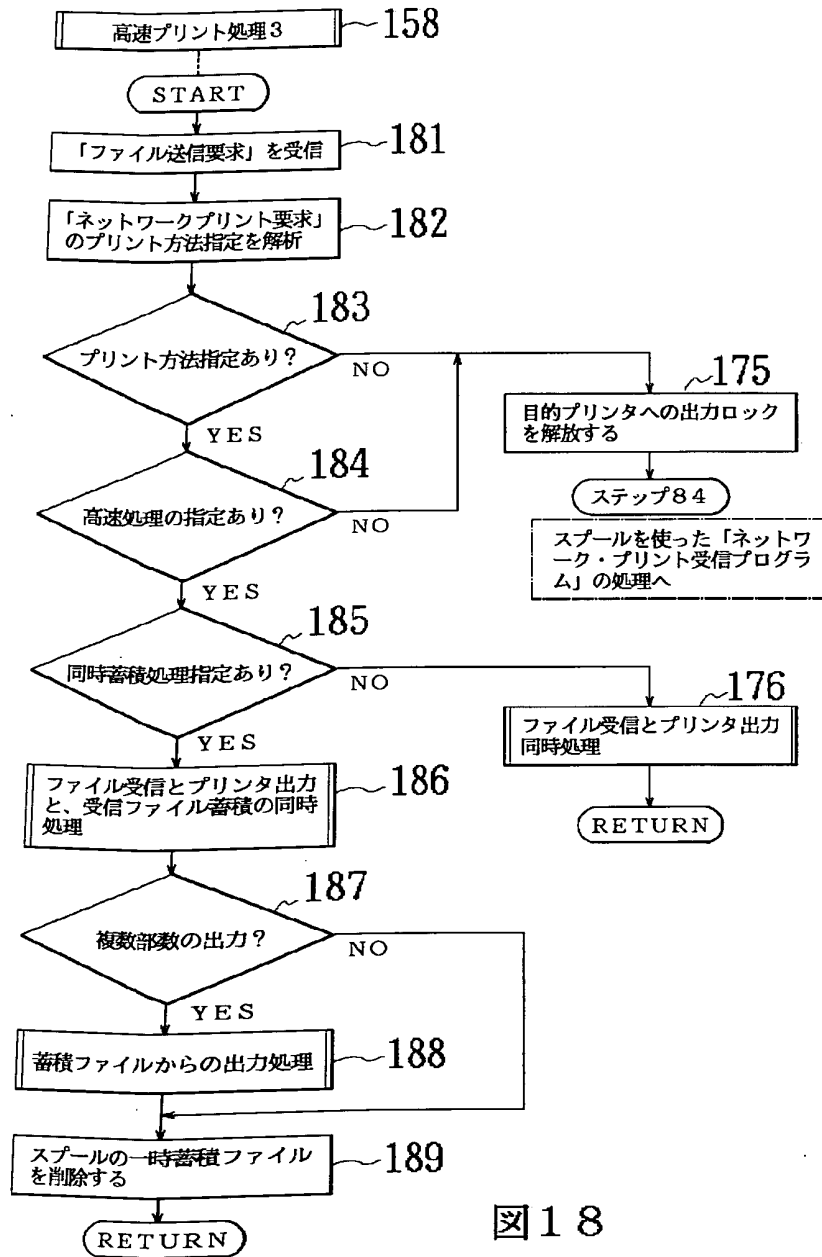 高速プリント処理3
158
START
「ファイル送信要求」を受信
181
「ネットワークプリント要求」
のプリント方法指定を解析
182
183
プリント方法指定あり?
NO
YES
175
目的プリンタへの出力ロック
を解放する
ステップ84
スプールを使った「ネットワ
ーク・プリント受信プログラ
ム」の処理へ
184
高速処理の指定あり?
NO
YES
185
同時蓄積処理指定あり?
NO
YES
176
ファイル受信とプリンタ出力
同時処理
RETURN
ファイル受信とプリンタ出力
と、受信ファイル蓄積の同時
処理
186
187
複数部数の出力?
NO
YES
蓄積ファイルからの出力処理
188
スプールの一時蓄積ファイル
を削除する
189
RETURN
図18